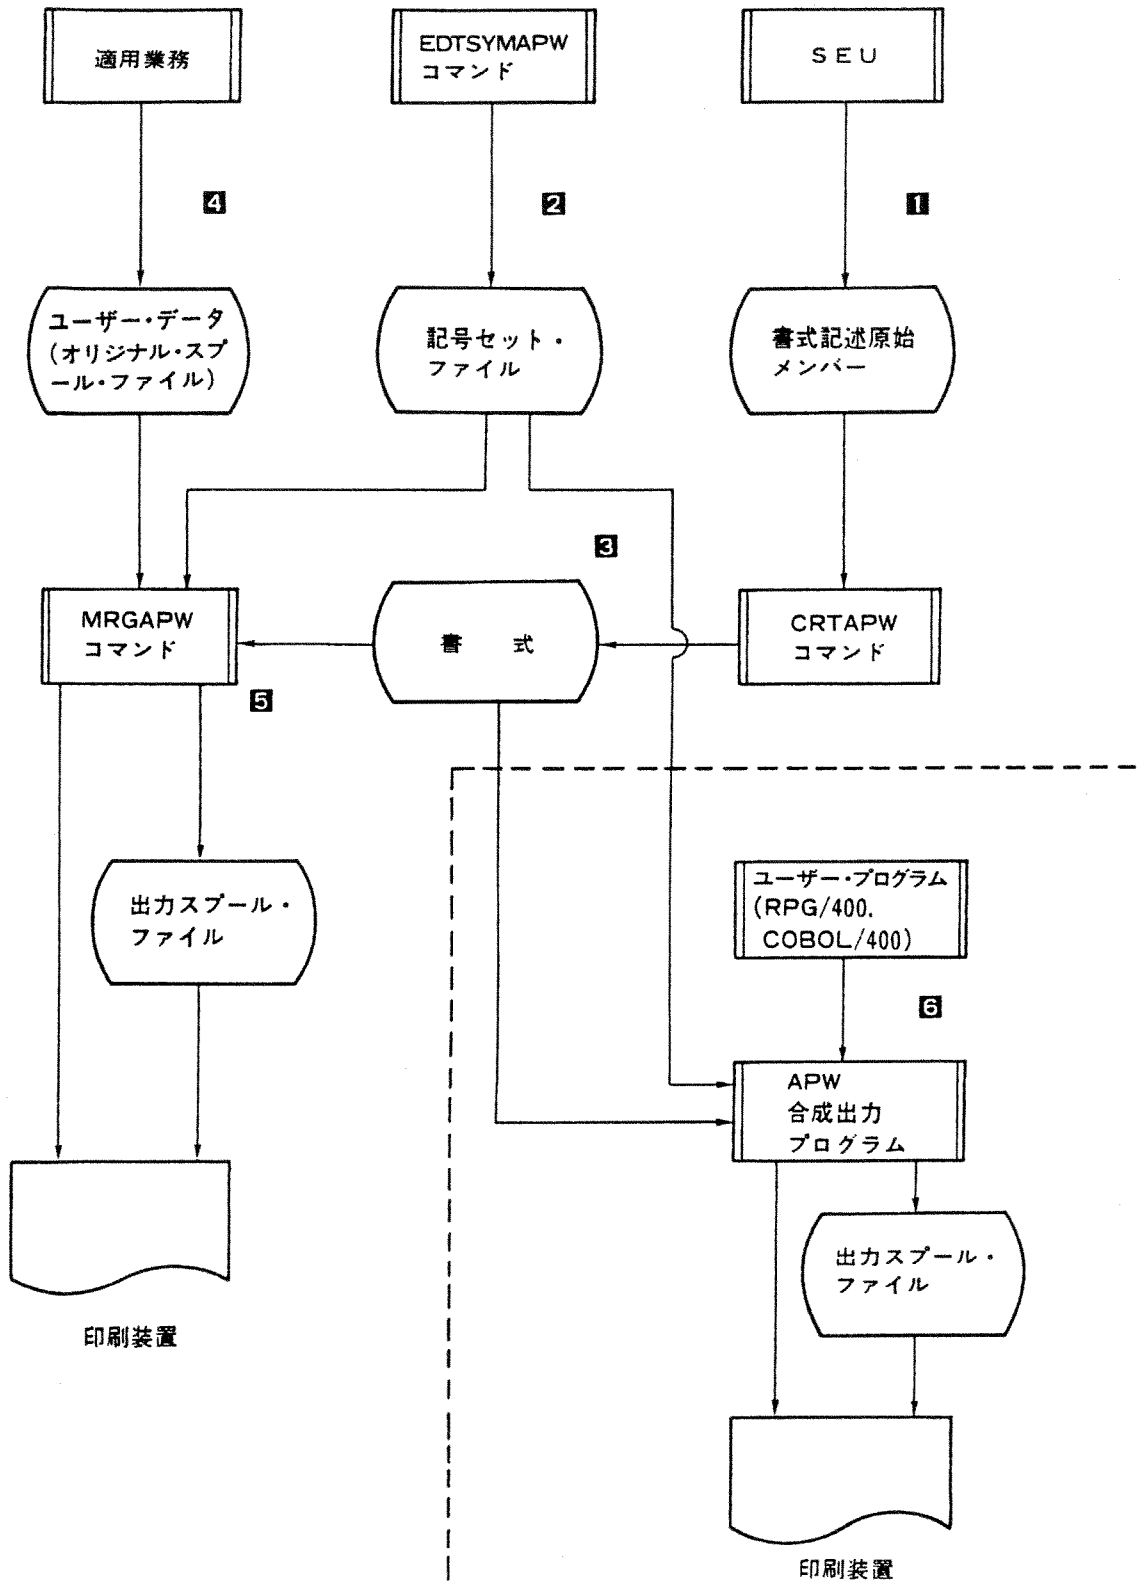 適用業務
EDTSYMAPW
コマンド
SEU
4
2
1
ユーザー・データ
(オリジナル・スプ
ール・ファイル)
記号セット・
ファイル
書式記述原始
メンバー
3
MRGAPW
コマンド
書 式
CRTAPW
コマンド
5
出力スプール・
ファイル
ユーザー・プログラム
(RPG/400.
COBOL/400)
6
APW
合成出力
プログラム
出力スプール・
ファイル
印刷装置
印刷装置